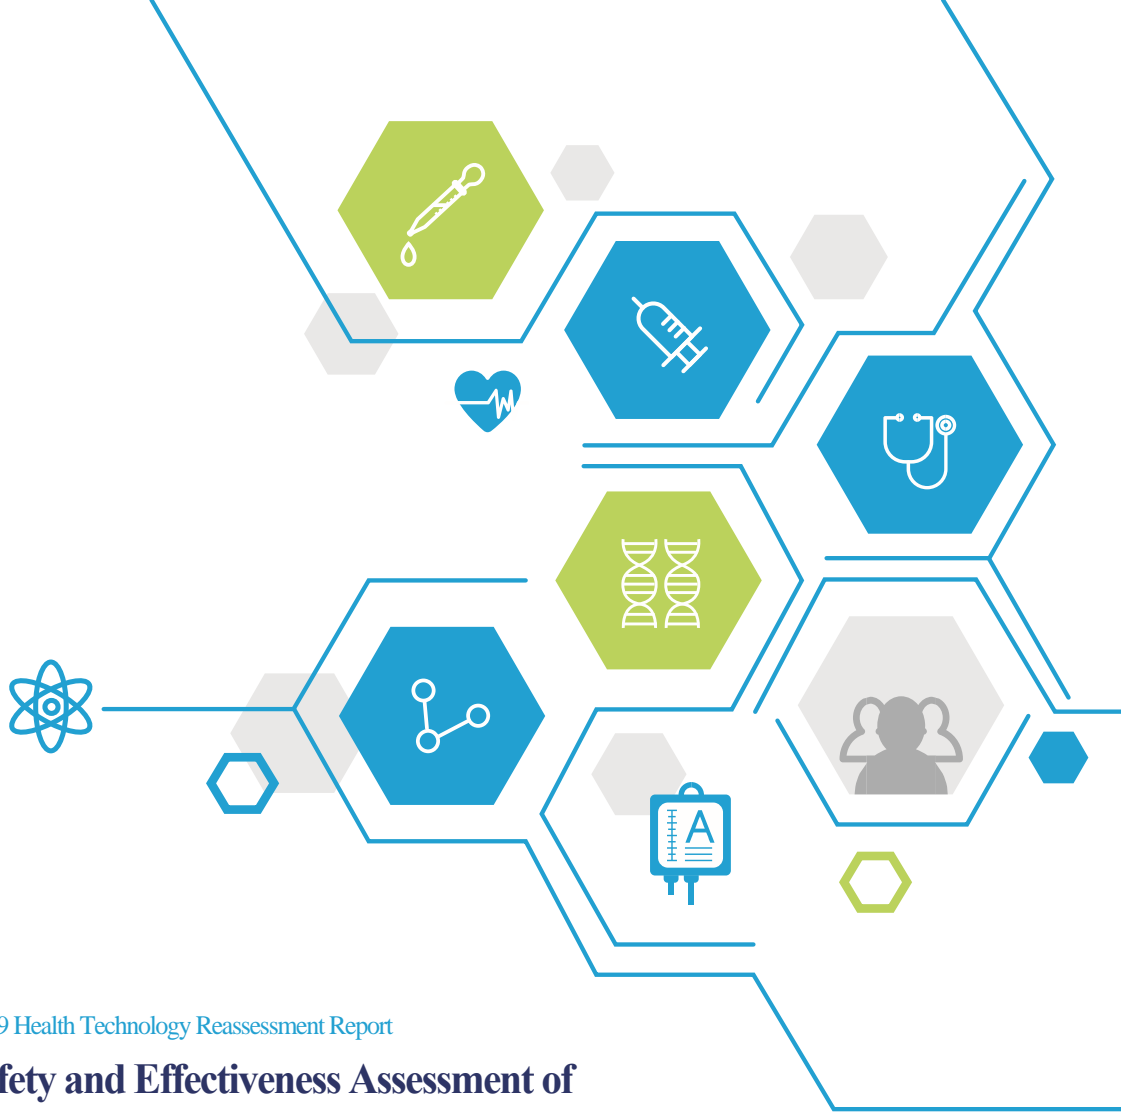 A
9 Health Technology Reassessment Report
fety and Effectiveness Assessment of